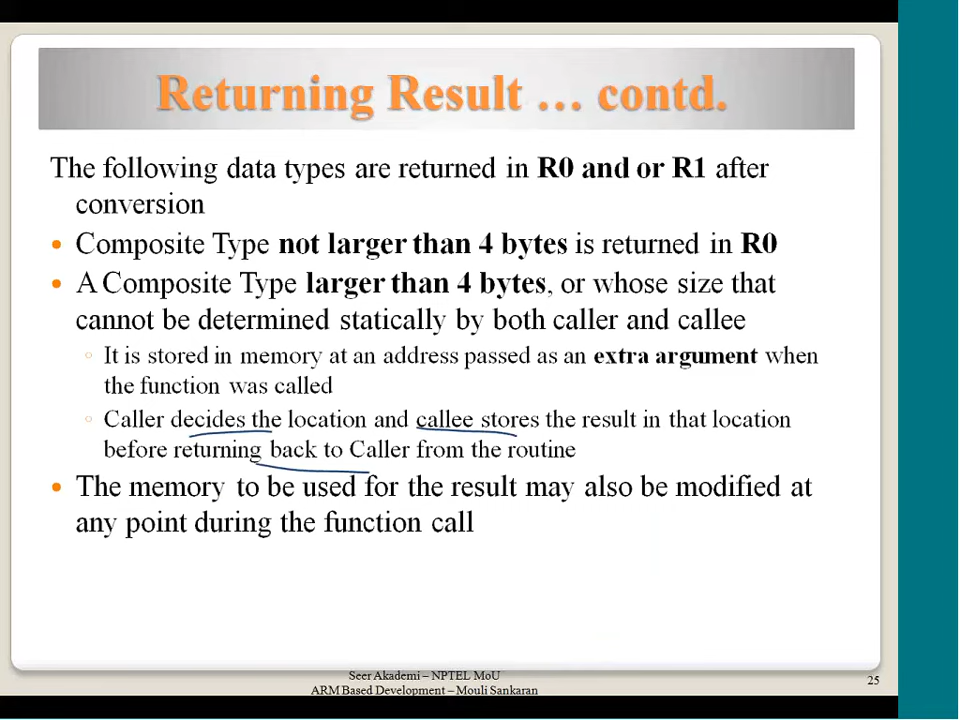 Returning Result … contd.
The following data types are returned in R0 and or R1 after
conversion
• Composite Type not larger than 4 bytes is returned in R0
• A Composite Type larger than 4 bytes, or whose size that
cannot be determined statically by both caller and callee
◦ It is stored in memory at an address passed as an extra argument when
the function was called
◦ Caller decides the location and callee stores the result in that location
before returning back to Caller from the routine
• The memory to be used for the result may also be modified at
any point during the function call
Seer Akademi – NPTEL MoU
ARM Based Development – Mouli Sankaran
25